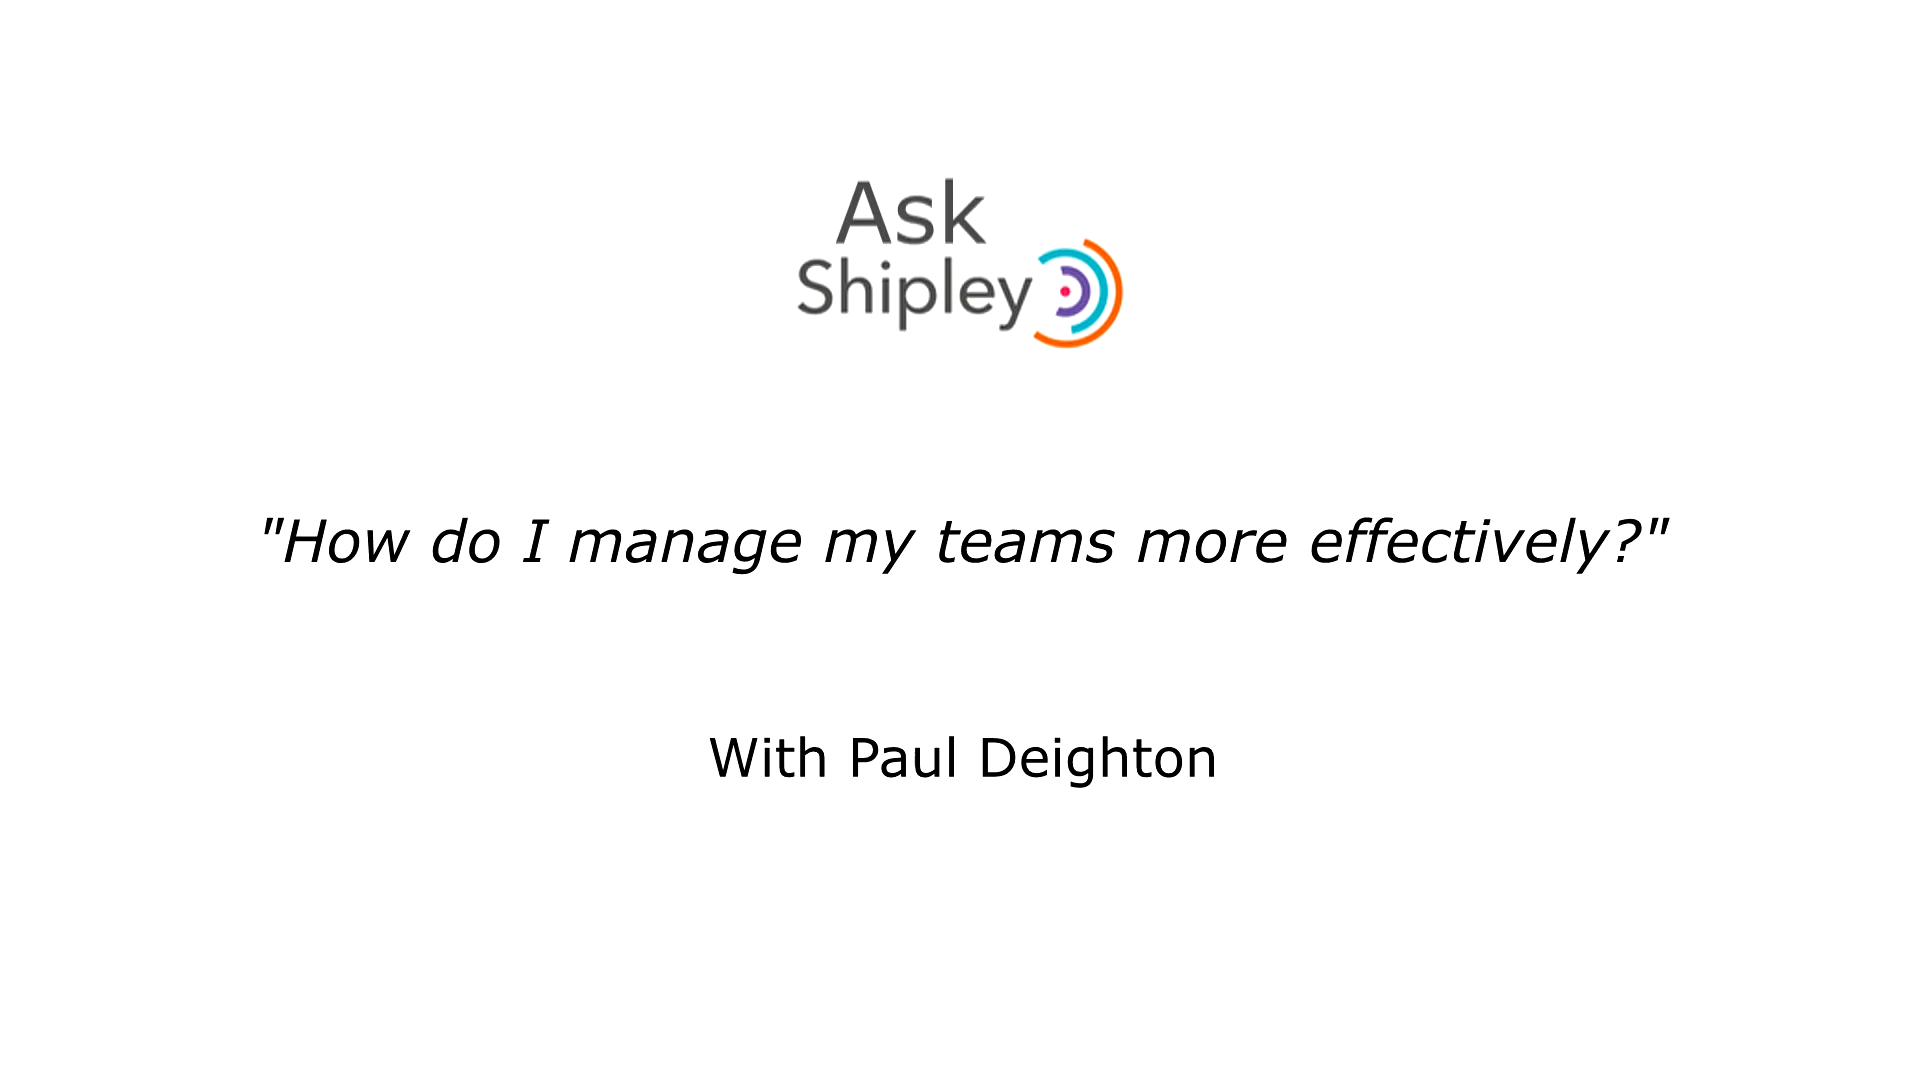 Ask
Shipley
"How do I manage my teams more effectively?"
With Paul Deighton